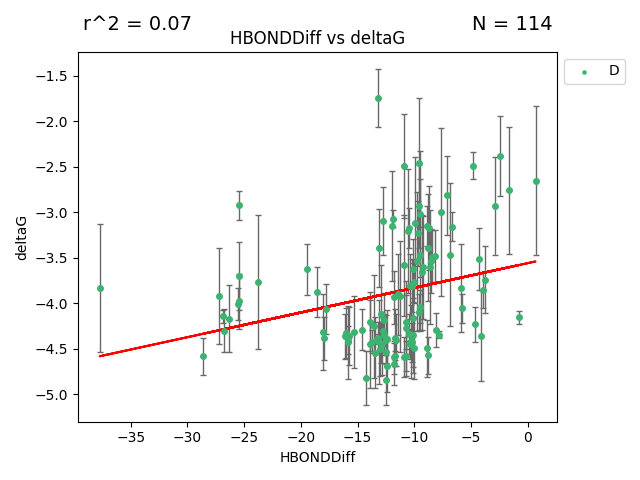 r^2 = 0.07
N = 114
HBONDDiff vs deltaG
D
−1.5
−2.0
−2.5
−3.0
−3.5
−4.0
−4.5
−5.0
deltaG
−35 −30 −25 −20 −15 −10 −5 0
HBONDDiff